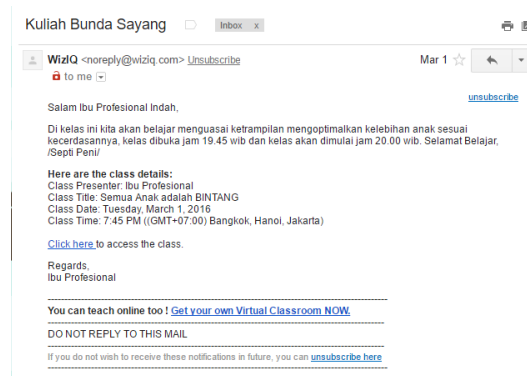 Kuliah Bunda Sayang
Inbox x
WizIQ <noreply@wiziq.com> Unsubscribe
Mar 1
to me
unsubscribe
Salam Ibu Profesional Indah,
Di kelas ini kita akan belajar menguasai ketrampilan mengoptimalkan kelebihan anak sesuai
kecerdasannya, kelas dibuka jam 19.45 wib dan kelas akan dimulai jam 20.00 wib. Selamat Belajar,
/Septi Peni/
Here are the class details:
Class Presenter: Ibu Profesional
Class Title: Semua Anak adalah BINTANG
Class Date: Tuesday, March 1, 2016
Class Time: 7:45 PM ((GMT+07:00) Bangkok, Hanoi, Jakarta)
Click here to access the class.
Regards,
Ibu Profesional
You can teach online too ! Get your own Virtual Classroom NOW.
DO NOT REPLY TO THIS MAIL
If you do not wish to receive these notifications in future, you can unsubscribe here